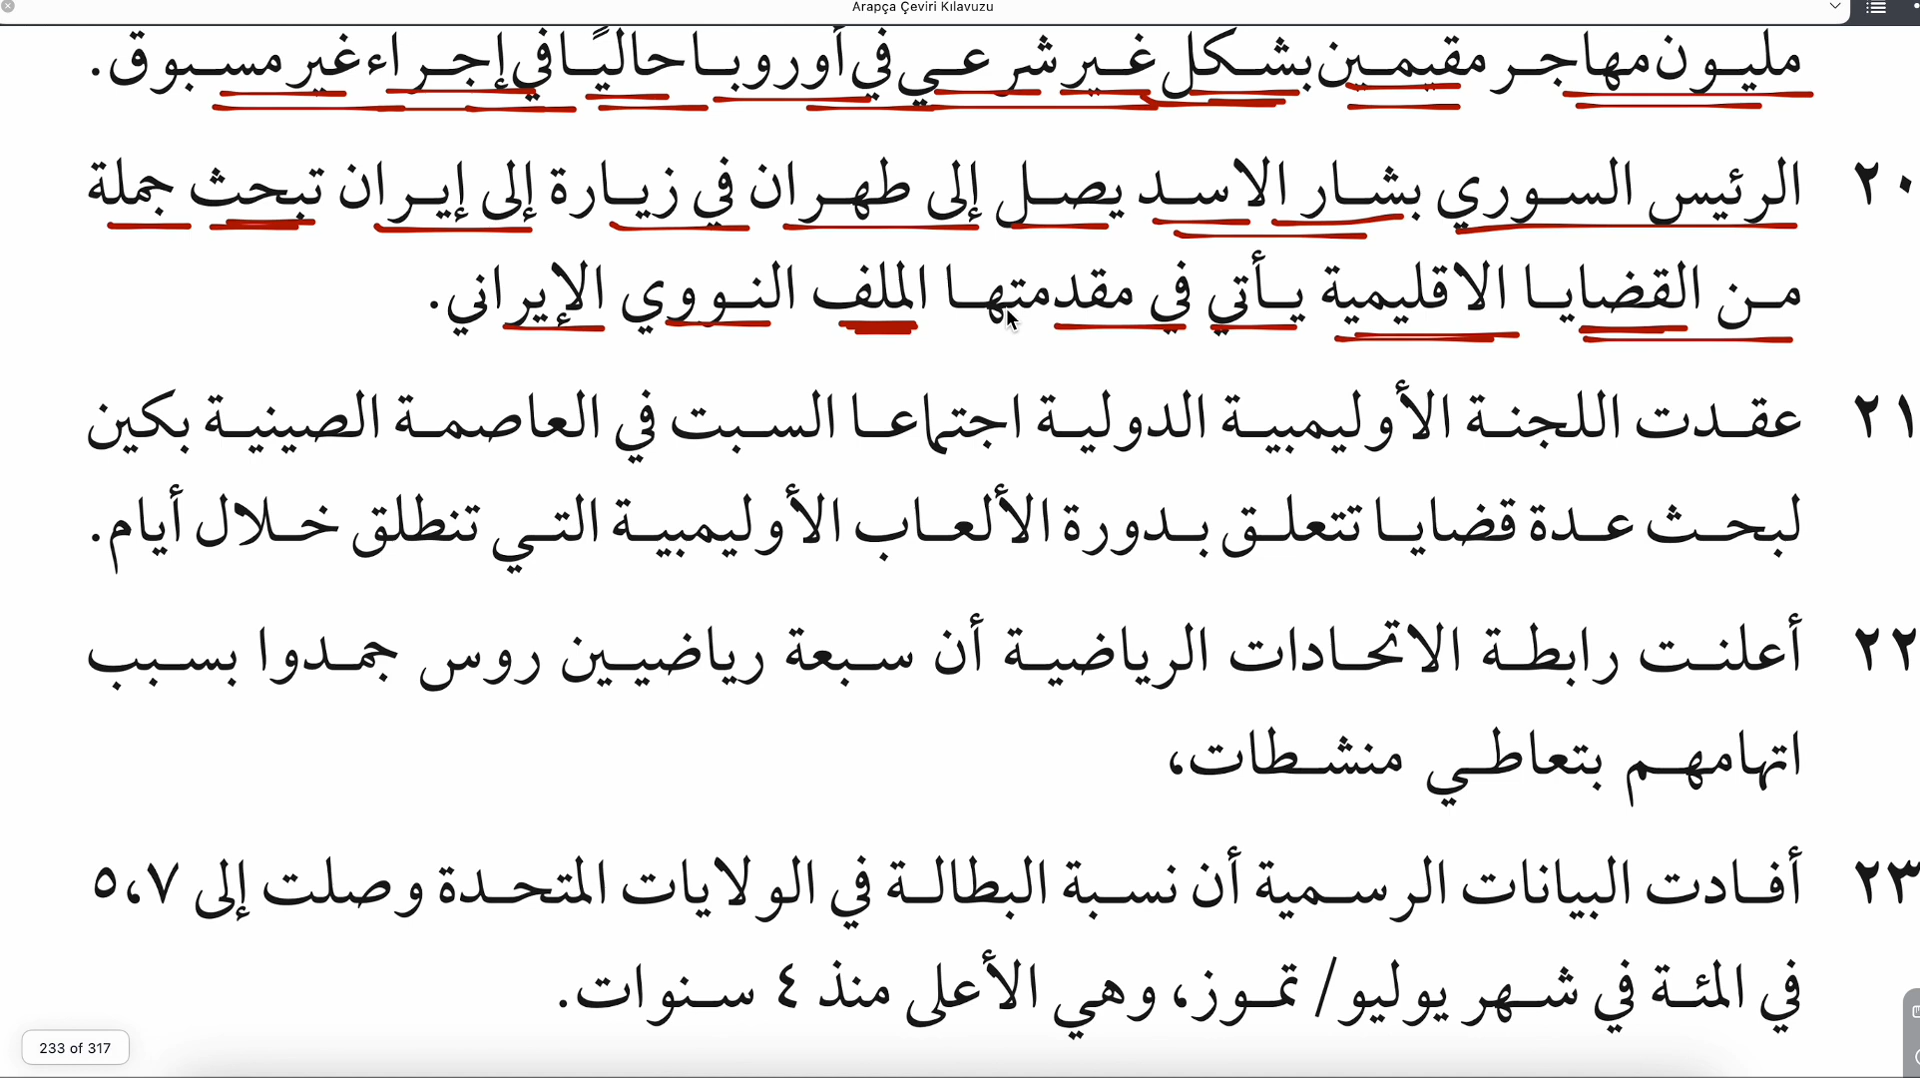 Arapça Çeviri Kılavuzu
مليون مهاجر مقيمين بشكل غير شرعي في أوروبا حاليًا في إجراء غير مسبوق.
٢٠ الرئيس السوري بشار الاسد يصل إلى طهران في زيارة إلى إيران تبحث جملة
من القضايا الاقليمية يأتي في مقدمتها الملف النووي الإيراني.
٢١ عقدت اللجنة الأوليمبية الدولية اجتماعا السبت في العاصمة الصينية بكين
لبحث عدة قضايا تتعلق بدورة الألعاب الأوليمبية التي تنطلق خلال أيام.
٢٢ أعلنت رابطة الاتحادات الرياضية أن سبعة رياضيين روس جمدوا بسبب
اتهامهم بتعاطي منشطات،
٢٣ أفادت البيانات الرسمية أن نسبة البطالة في الولايات المتحدة وصلت إلى ٥،٧
في المئة في شهر يوليو/ تموز، وهي الأعلى منذ ٤ سنوات.
233 of 317